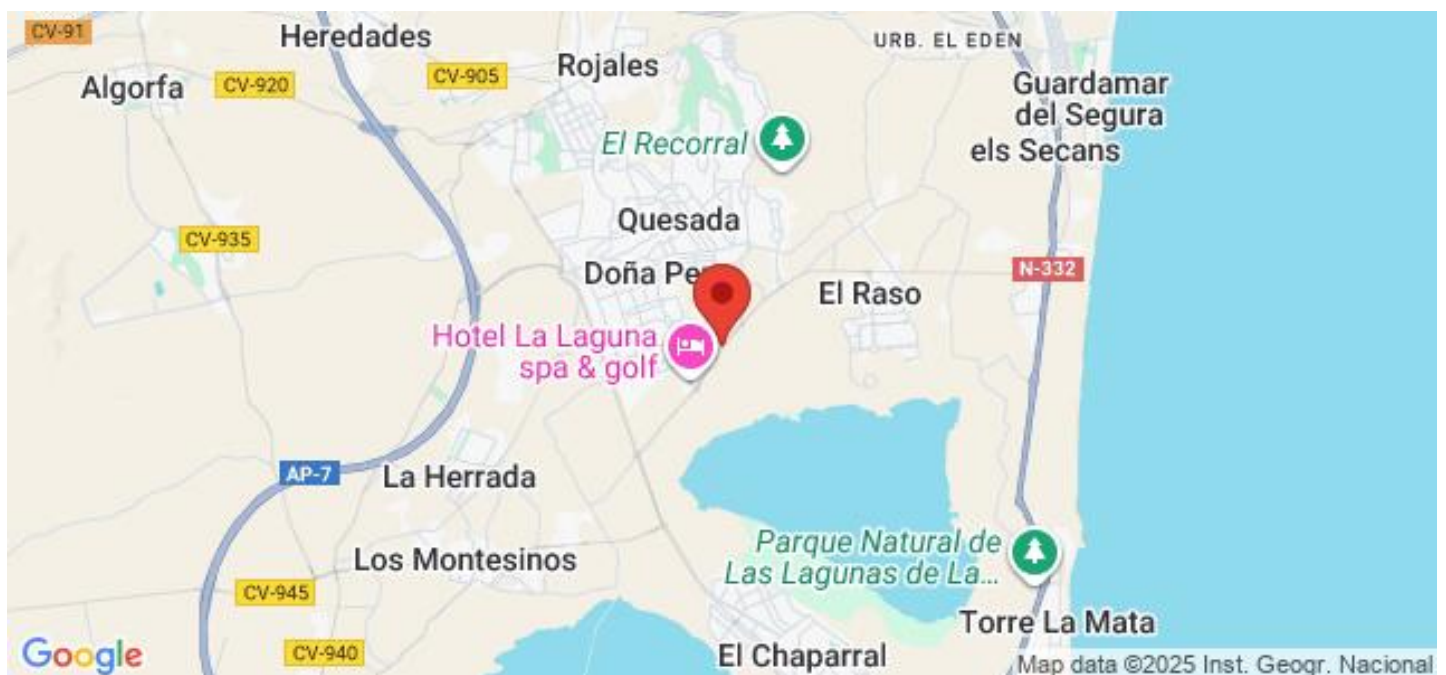 CV-91
Heredades
URB. EL EDEN
Rojales
CV-905
Algorfa
CV-920
Guardamar
del Segura
El Recorral
els Secans
Quesada
CV-935
Doña
N-332
El Raso
Hotel La Laguna
spa & golf
AP-7
La Herrada
Parque Natural de
Las Lagunas de La...
Los Montesinos
CV-945
Torre La Mata
Google
CV-940
El Chaparral
Map data ©2025 Inst. Geogr. Nacional